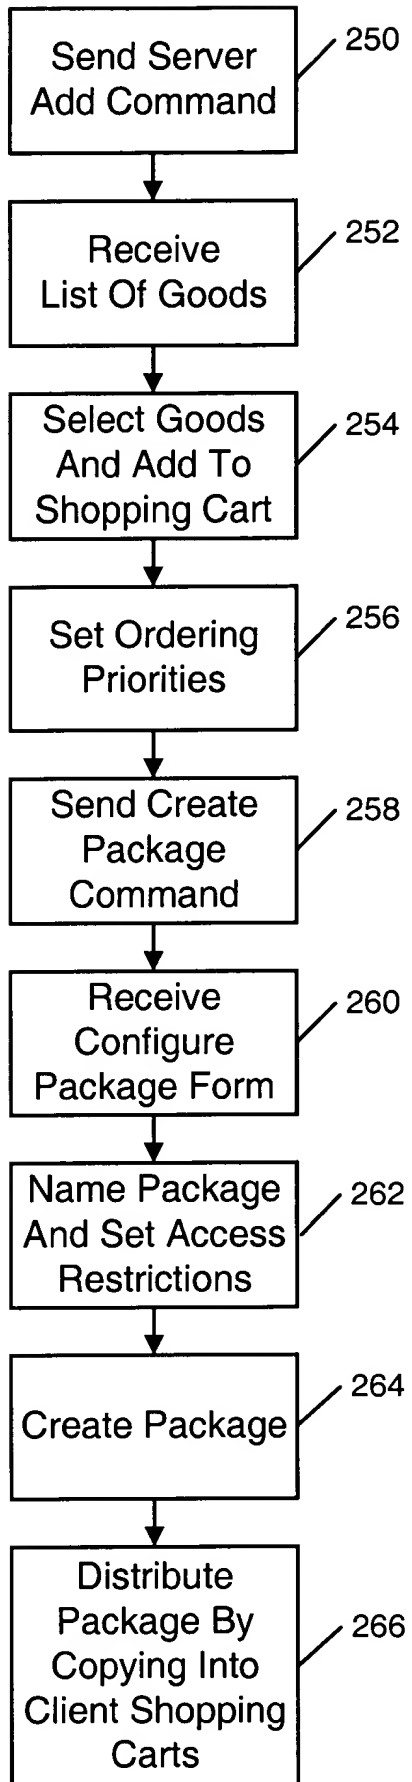 Send Server
Add Command
250
Receive
List Of Goods
252
Select Goods
And Add To
Shopping Cart
254
Set Ordering
Priorities
256
Send Create
Package
Command
258
Receive
Configure
Package Form
260
Name Package
And Set Access
Restrictions
262
Create Package
264
Distribute
Package By
Copying Into
Client Shopping
Carts
266